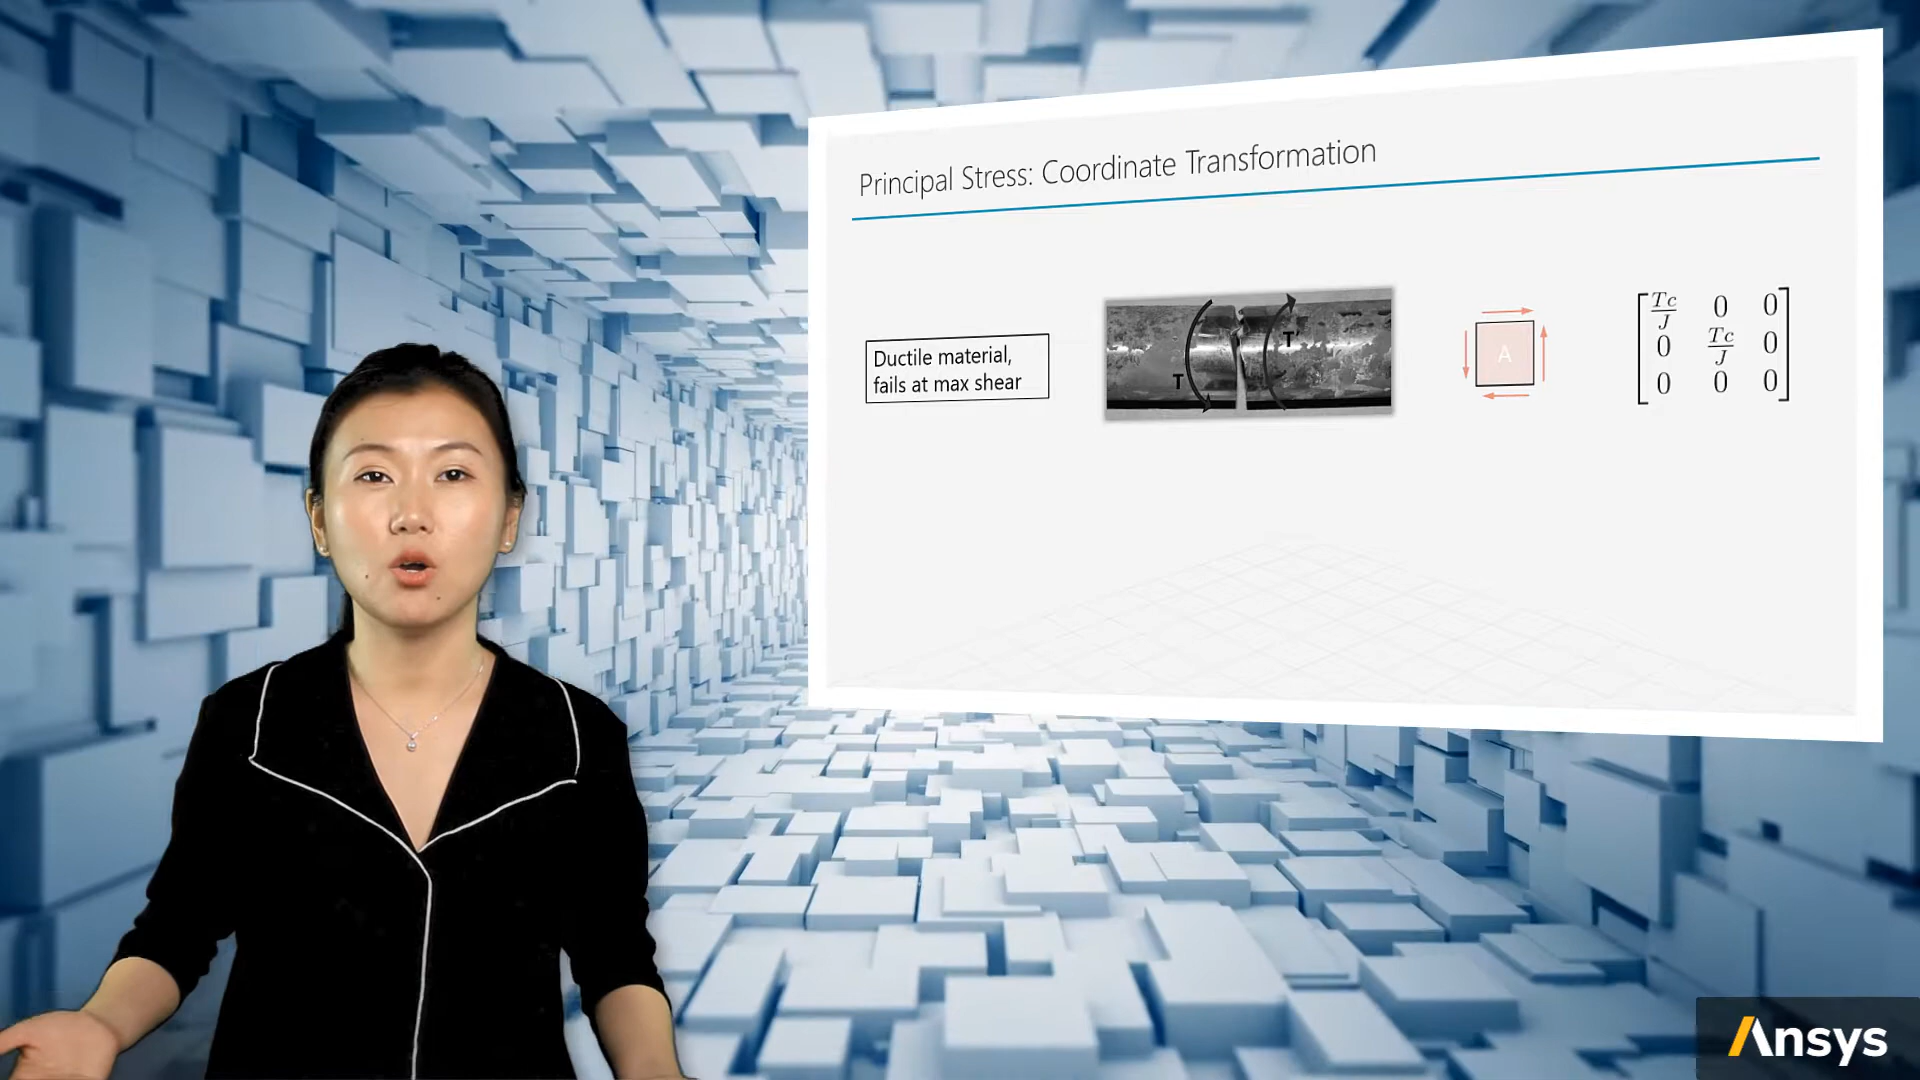 Principal Stress: Coordinate Transformation
Ductile material,
fails at max shear
T
T'
A
Tc/J 0 0
0 Tc/J 0
0 0 0
Ansys